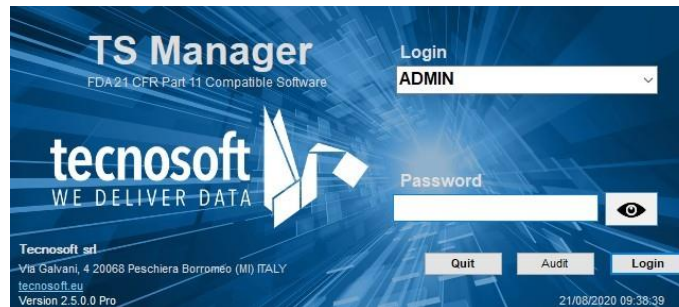 TS Manager
FDA 21 CFR Part 11 Compatible Software
Login
ADMIN
tecnosoft
WE DELIVER DATA
Password
Tecnosoft srl
Via Galvani, 4 20068 Peschiera Borromeo (MI) ITALY
tecnosoft.eu
Version 2.5.0.0 Pro
Quit
Audit
Login
21/08/2020 09:38:39